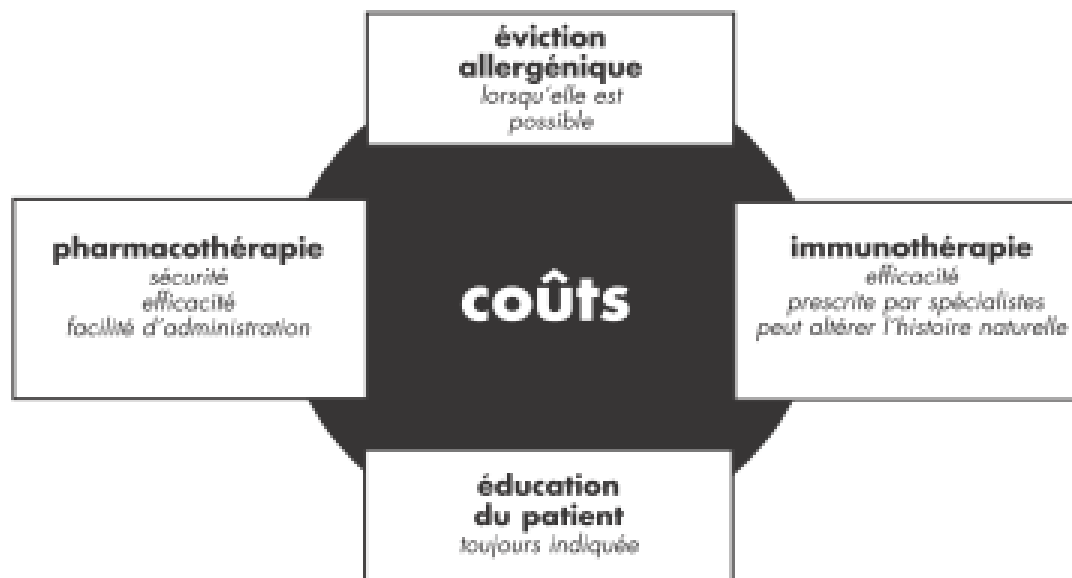 éviction
allergénique
lorsqu'elle est
possible
pharmacothérapie
sécurité
efficacité
facilité d'administration
coûts
immunothérapie
efficacité
prescrite par spécialistes
peut altérer l'histoire naturelle
éducation
du patient
toujours indiquée